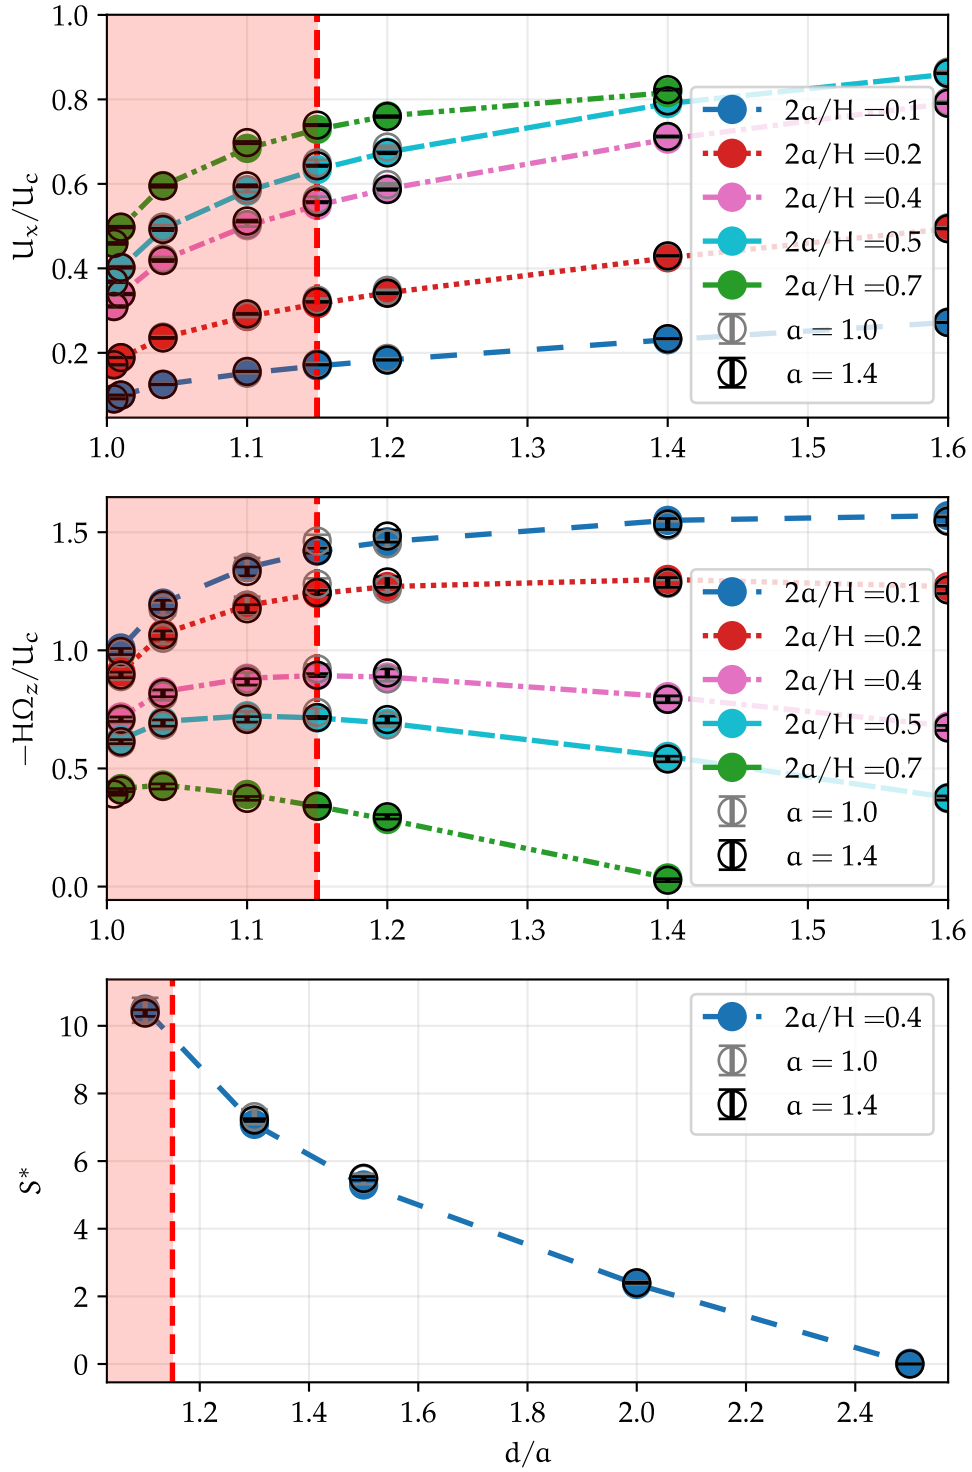 1.0
0.8
0.6
0.4
0.2
Ux/Uc
2a/H =0.1
2a/H =0.2
2a/H =0.4
2a/H =0.5
2a/H =0.7
a = 1.0
a = 1.4
1.0 1.1 1.2 1.3 1.4 1.5 1.6
1.5
1.0
0.5
0.0
−HΩz/Uc
2a/H =0.1
2a/H =0.2
2a/H =0.4
2a/H =0.5
2a/H =0.7
a = 1.0
a = 1.4
1.0 1.1 1.2 1.3 1.4 1.5 1.6
10
8
6
4
2
0
S*
2a/H =0.4
a = 1.0
a = 1.4
1.2 1.4 1.6 1.8 2.0 2.2 2.4
d/a